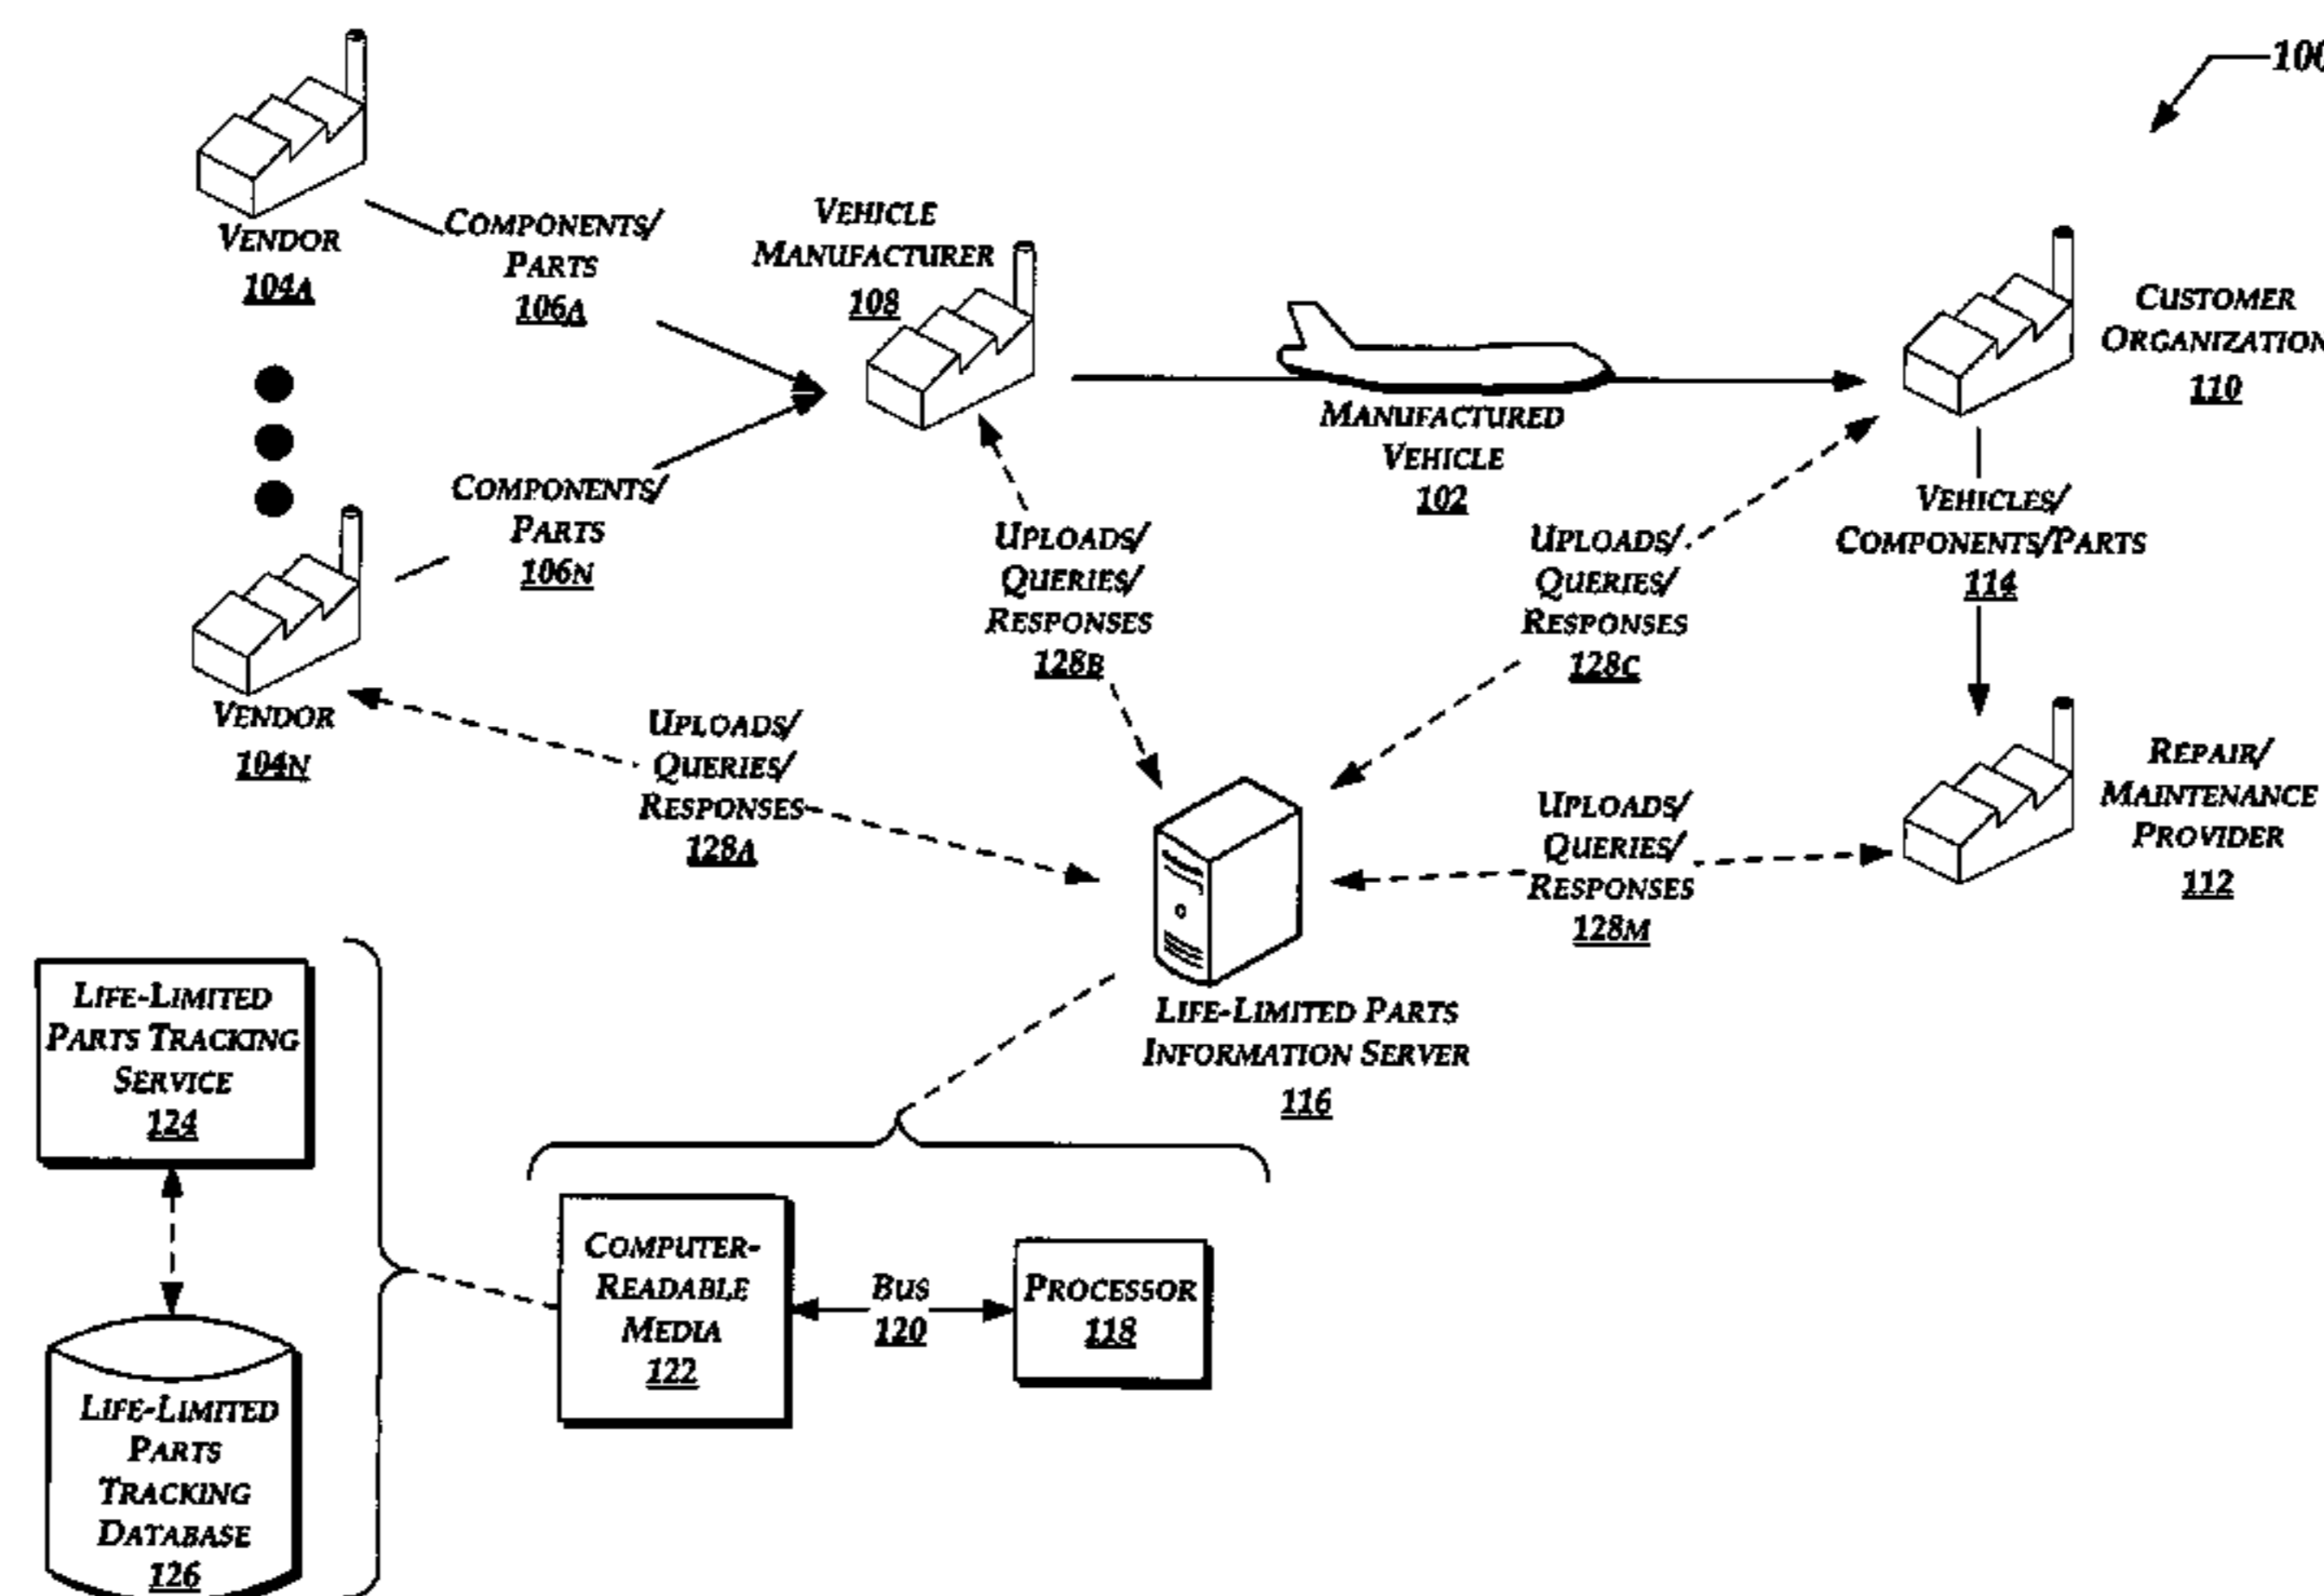 100
VENDOR
104A
COMPONENTS/
PARTS
106A
VEHICLE
MANUFACTURER
108
CUSTOMER
ORGANIZATION
110
MANUFACTURED
VEHICLE
102
COMPONENTS/
PARTS
106N
VENDOR
104N
UPLOADS/
QUERIES/
RESPONSES
128A
UPLOADS/
QUERIES/
RESPONSES
128B
UPLOADS/
QUERIES/
RESPONSES
128C
VEHICLES/
COMPONENTS/PARTS
114
REPAIR/
MAINTENANCE
PROVIDER
112
UPLOADS/
QUERIES/
RESPONSES
128M
LIFE-LIMITED PARTS
INFORMATION SERVER
116
LIFE-LIMITED
PARTS TRACKING
SERVICE
124
COMPUTER-
READABLE
MEDIA
122
BUS
120
PROCESSOR
118
LIFE-LIMITED
PARTS
TRACKING
DATABASE
126